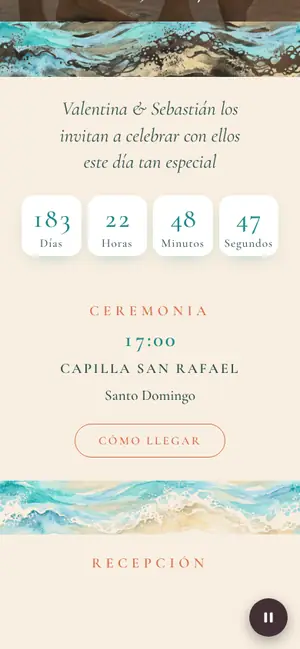 Valentina & Sebastián los
invitan a celebrar con ellos
este día tan especial
183 22 48 47
Días Horas Minutos Segundos
CEREMONIA
17:00
CAPILLA SAN RAFAEL
Santo Domingo
CÓMO LLEGAR
RECEPCIÓN